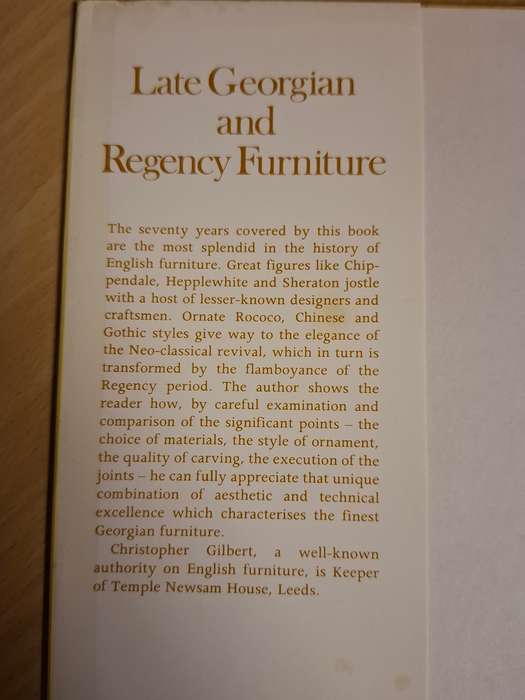 Late Georgian
and
Regency Furniture
The seventy years covered by this book
are the most splendid in the history of
English furniture. Great figures like Chip-
pendale, Hepplewhite and Sheraton jostle
with a host of lesser-known designers and
craftsmen. Ornate Rococo, Chinese and
Gothic styles give way to the elegance of
the Neo-classical revival, which in turn is
transformed by the flamboyance of the
Regency period. The author shows the
reader how, by careful examination and
comparison of the significant points – the
choice of materials, the style of ornament,
the quality of carving, the execution of the
joints – he can fully appreciate that unique
combination of aesthetic and technical
excellence which characterises the finest
Georgian furniture.
Christopher Gilbert, a well-known
authority on English furniture, is Keeper
of Temple Newsam House, Leeds.